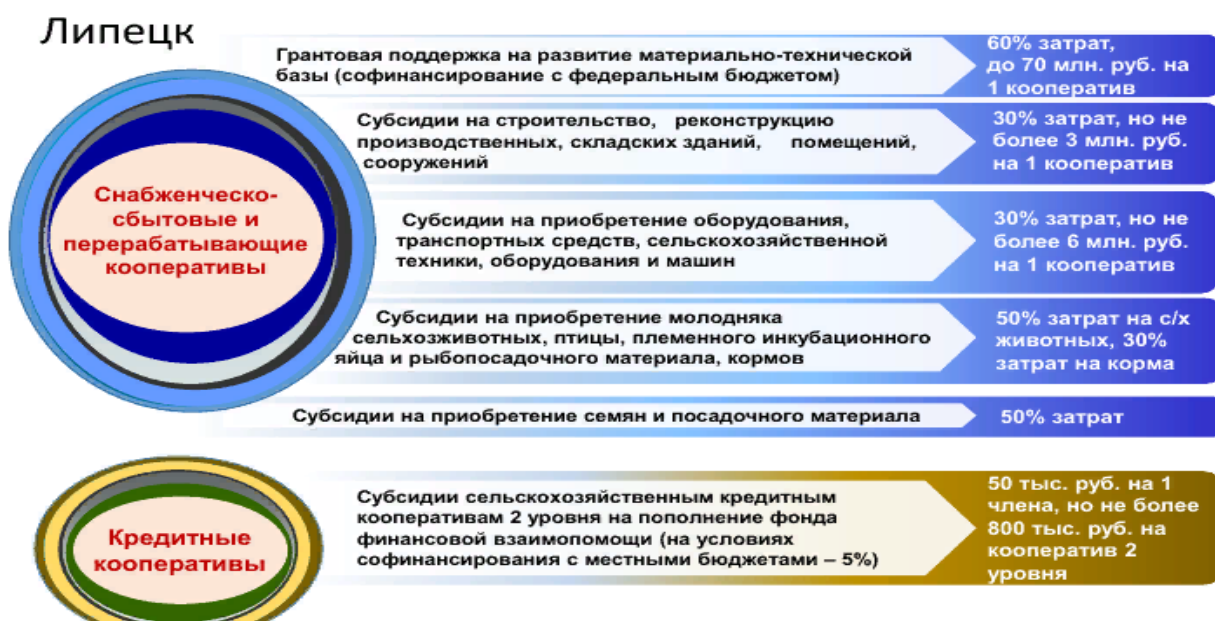 Липецк
Грантовая поддержка на развитие материально-технической
базы (софинансирование с федеральным бюджетом)
60% затрат,
до 70 млн. руб. на
1 кооператив
Снабженческо-
сбытовые и
перерабатывающие
кооперативы
Субсидии на строительство, реконструкцию
производственных, складских зданий, помещений,
сооружений
30% затрат, но не
более 3 млн. руб.
на 1 кооператив
Субсидии на приобретение оборудования,
транспортных средств, сельскохозяйственной
техники, оборудования и машин
30% затрат, но не
более 6 млн. руб.
на 1 кооператив
Субсидии на приобретение молодняка
сельхозживотных, птицы, племенного инкубационного
яйца и рыбопосадочного материала, кормов
50% затрат на с/х
животных, 30%
затрат на корма
Субсидии на приобретение семян и посадочного материала
50% затрат
Кредитные
кооперативы
Субсидии сельскохозяйственным кредитным
кооперативам 2 уровня на пополнение фонда
финансовой взаимопомощи (на условиях
софинансирования с местными бюджетами – 5%)
50 тыс. руб. на 1
члена, но не более
800 тыс. руб. на
кооператив 2
уровня